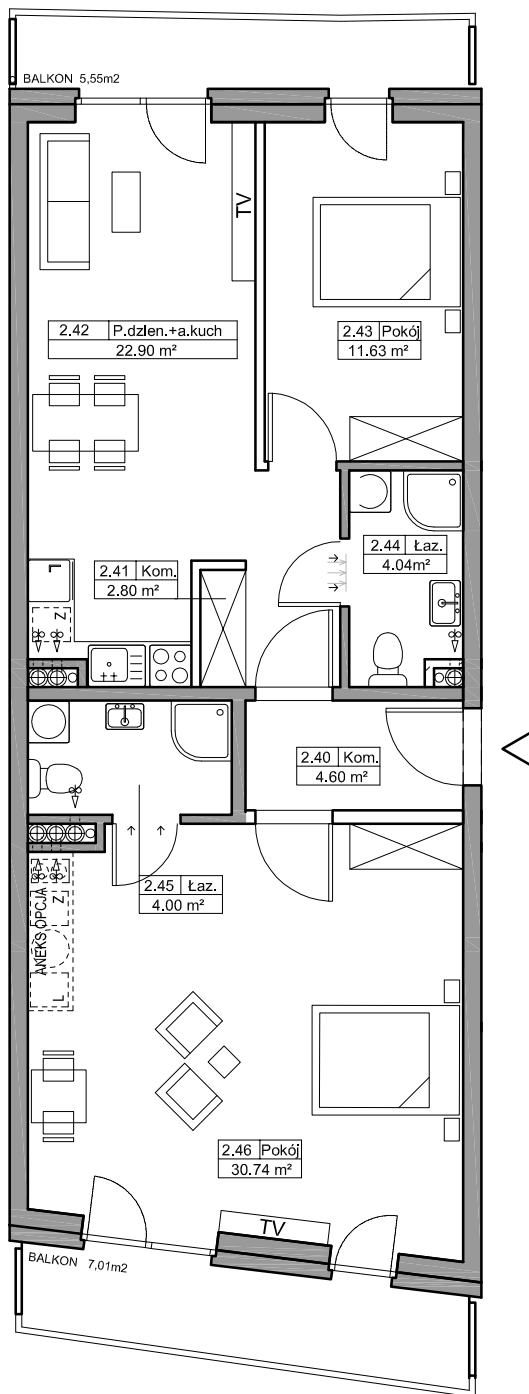 BALKON 5,55m2
TV
2.42 P.dzien.+a.kuch
22.90 m²
2.43 Pokój
11.63 m²
2.44 Łaz.
4.04m²
2.41 Kom.
2.80 m²
L
Z
2.40 Kom.
4.60 m²
2.45 Łaz.
4.00 m²
ANEKS OPCJA
Z
L
2.46 Pokój
30.74 m²
TV
BALKON 7,01m2